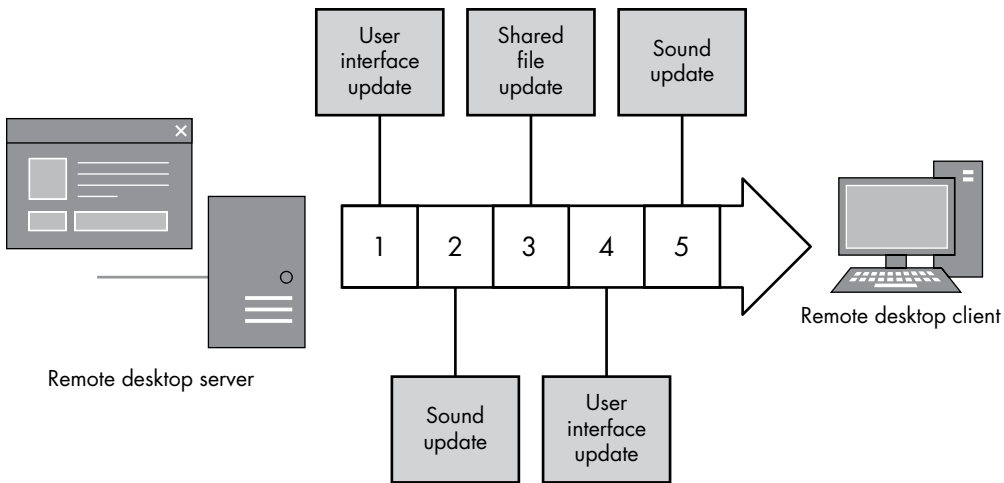 User
interface
update
Shared
file
update
Sound
update
1
2
3
4
5
Remote desktop client
Remote desktop server
Sound
update
User
interface
update